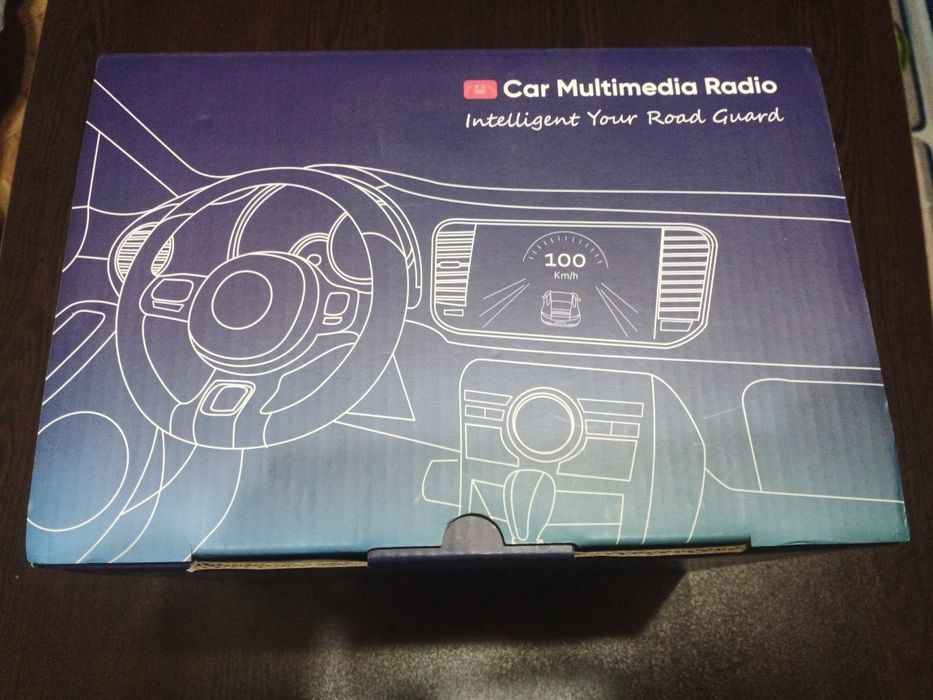 Car Multimedia Radio
Intelligent Your Road Guard
100
Km/h